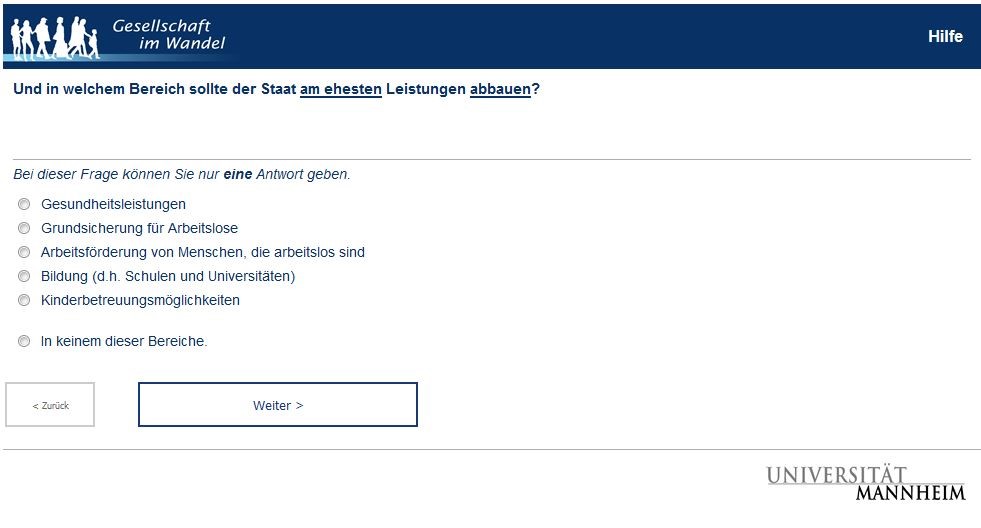 Gesellschaft
im Wandel
Hilfe
Und in welchem Bereich sollte der Staat am ehesten Leistungen abbauen?
Bei dieser Frage können Sie nur eine Antwort geben.
Gesundheitsleistungen
Grundsicherung für Arbeitslose
Arbeitsförderung von Menschen, die arbeitslos sind
Bildung (d.h. Schulen und Universitäten)
Kinderbetreuungsmöglichkeiten
In keinem dieser Bereiche.
< Zurück
Weiter >
UNIVERSITÄT
MANNHEIM